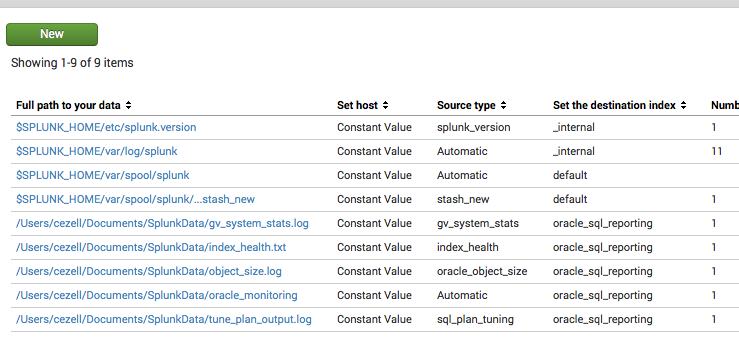 New
Showing 1-9 of 9 items
Full path to your data Set host Source type Set the destination index Numb
$SPLUNK_HOME/etc/splunk.version Constant Value splunk_version _internal 1
$SPLUNK_HOME/var/log/splunk Constant Value Automatic _internal 11
$SPLUNK_HOME/var/spool/splunk Constant Value Automatic default
$SPLUNK_HOME/var/spool/splunk/...stash_new Constant Value stash_new default 1
/Users/cezell/Documents/SplunkData/gv_system_stats.log Constant Value gv_system_stats oracle_sql_reporting 1
/Users/cezell/Documents/SplunkData/index_health.txt Constant Value index_health oracle_sql_reporting 1
/Users/cezell/Documents/SplunkData/object_size.log Constant Value oracle_object_size oracle_sql_reporting 1
/Users/cezell/Documents/SplunkData/oracle_monitoring Constant Value Automatic oracle_sql_reporting 1
/Users/cezell/Documents/SplunkData/tune_plan_output.log Constant Value sql_plan_tuning oracle_sql_reporting 1